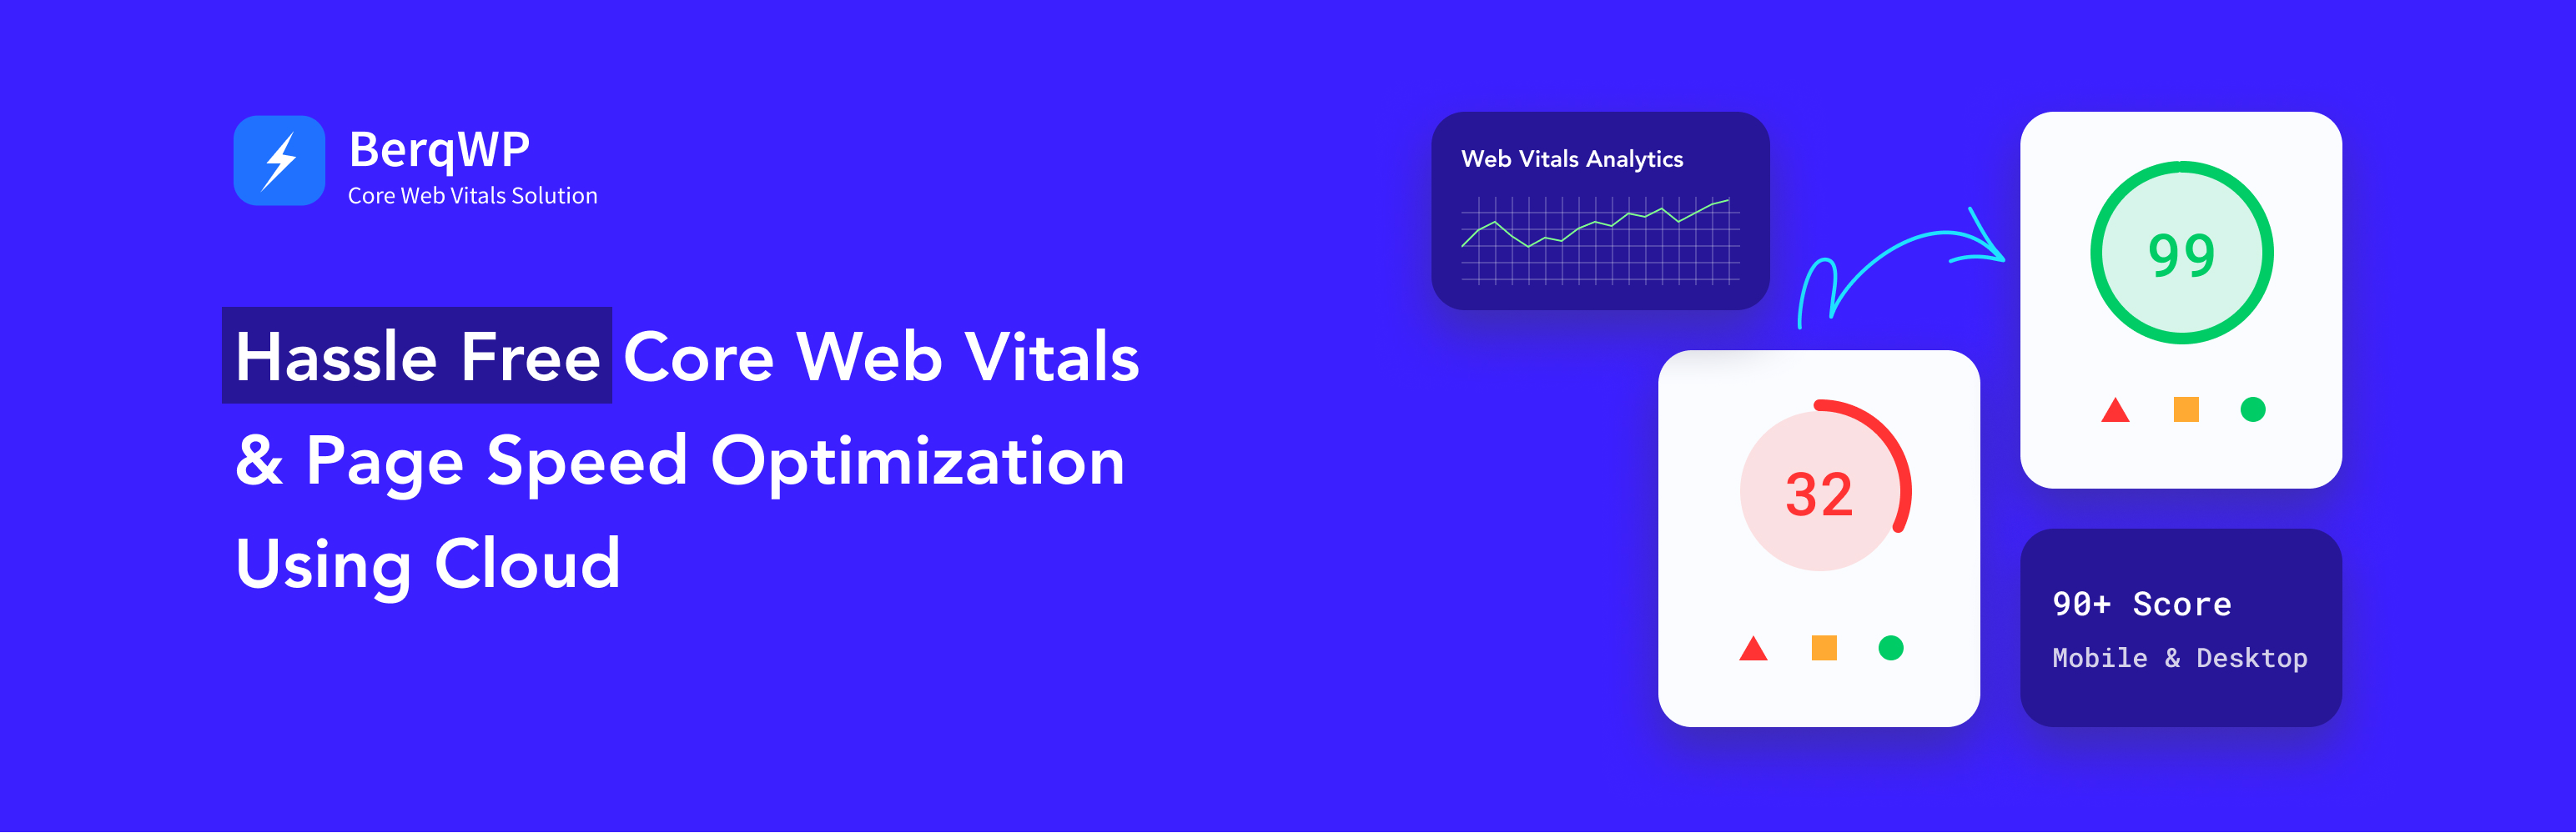 BerqWP
Core Web Vitals Solution
Hassle Free Core Web Vitals
& Page Speed Optimization
Using Cloud
Web Vitals Analytics
32
99
90+ Score
Mobile & Desktop